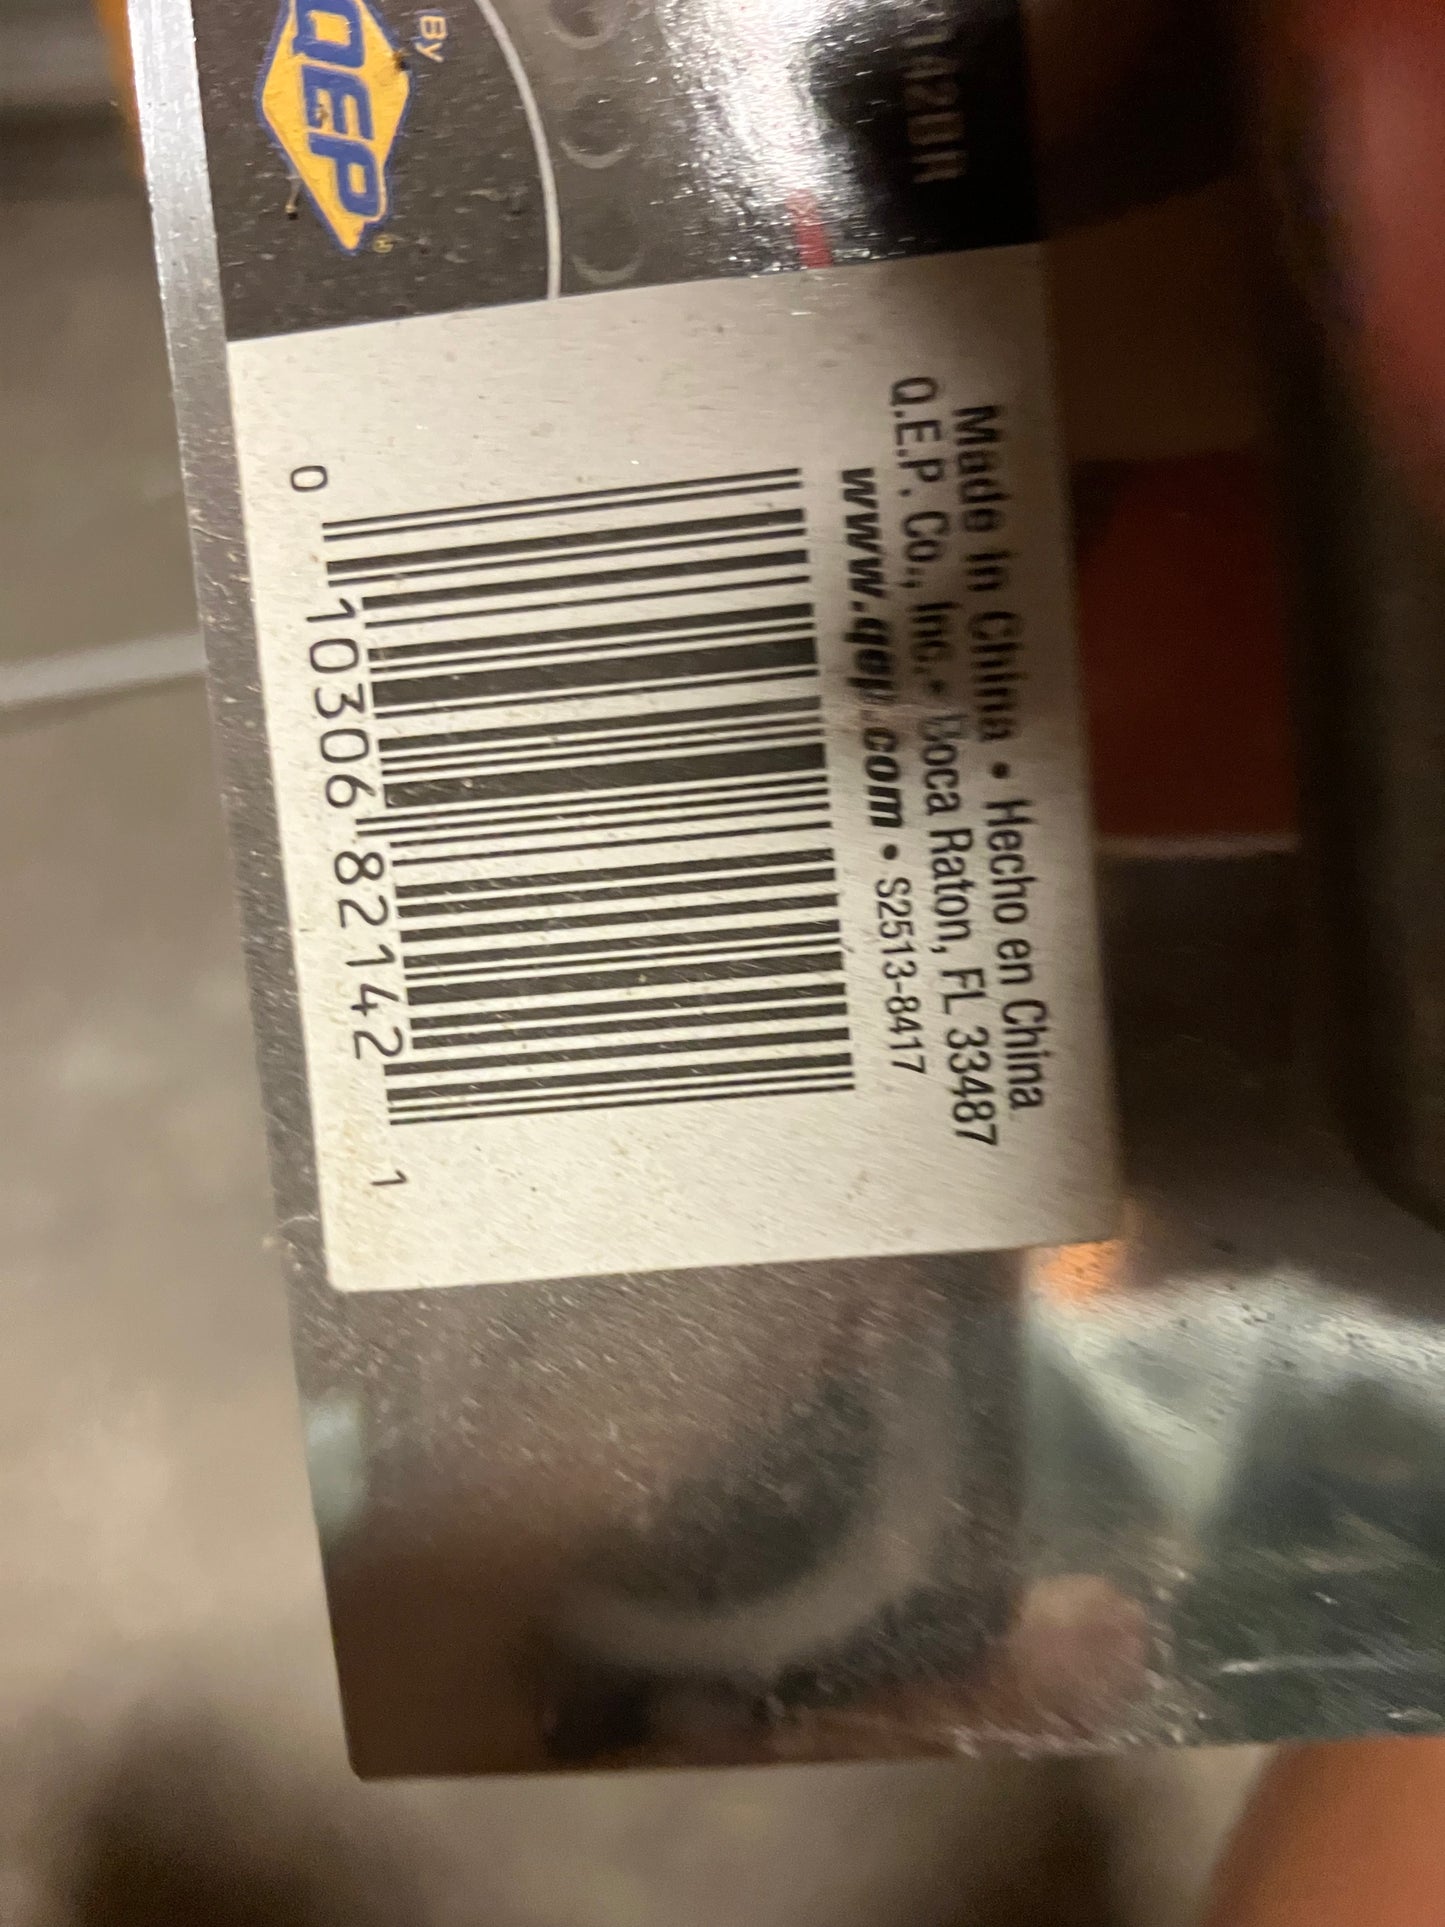 By
QEP®
142BR
Made in China • Hecho en China
Q.E.P. Co., Inc. • Boca Raton, FL 33487
www.qep.com • S2513-8417
0 10306 82142 1